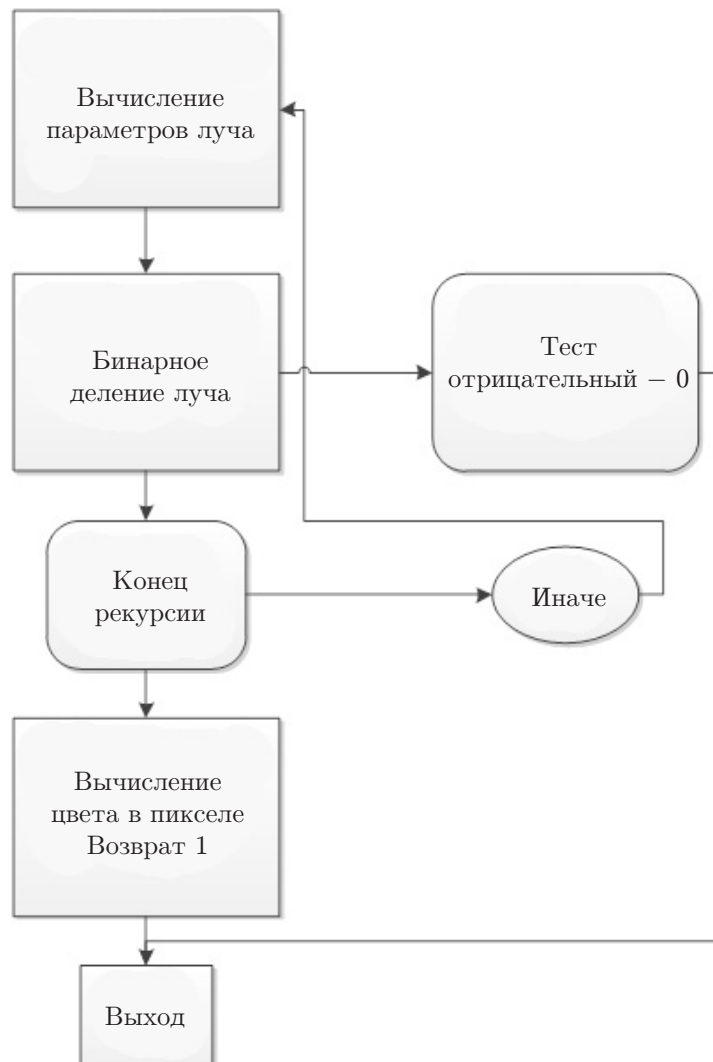 Вычисление
параметров луча
Бинарное
деление луча
Тест
отрицательный − 0
Конец
рекурсии
Иначе
Вычисление
цвета в пикселе
Возврат 1
Выход